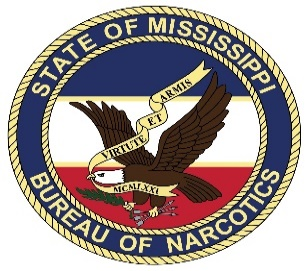 STATE OF MISSISSIPPI
VIRTUTE ET ARMIS
MCMLXXI
BUREAU OF NARCOTICS